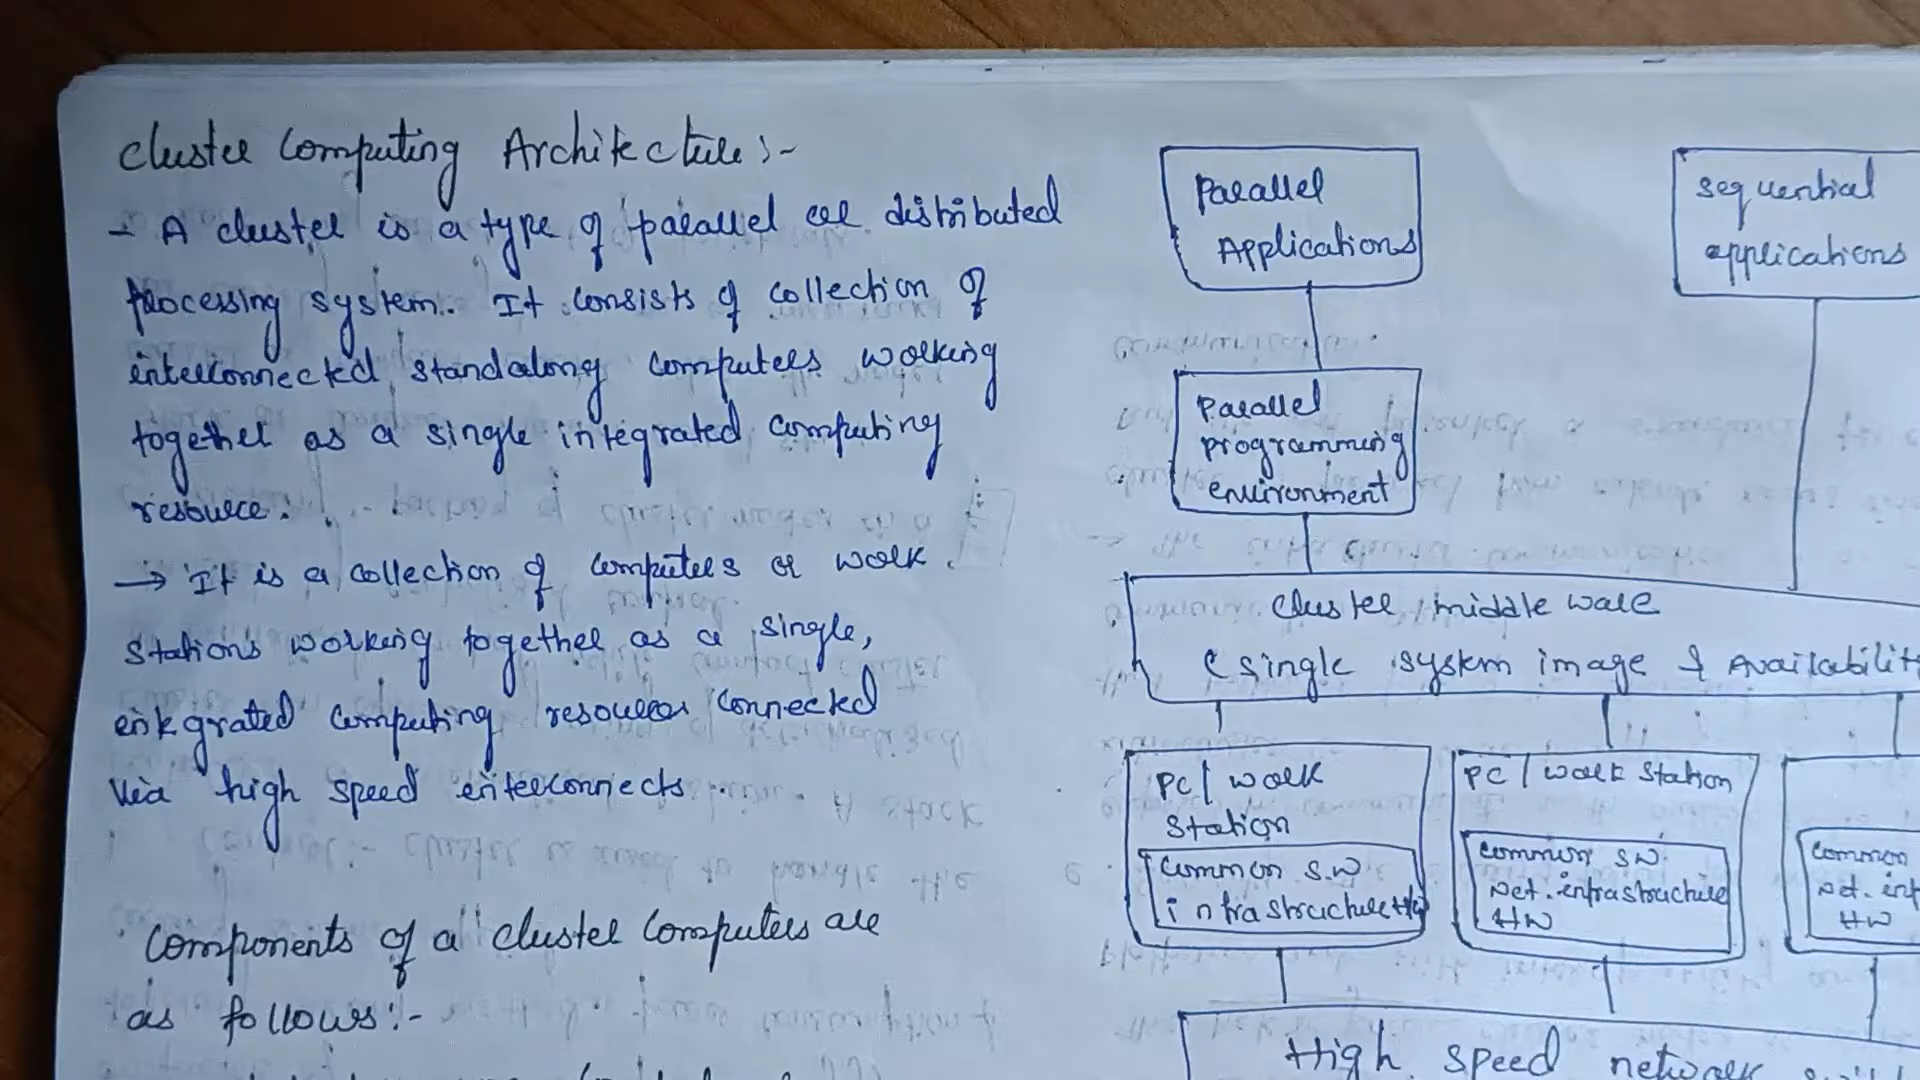 Cluster Computing Architecture:-
- A cluster is a type of parallel or distributed
processing system. It consists of collection of
interconnected standalong computers working
together as a single integrated computing
resource.
→ It is a collection of computers or work
stations working together as a single,
integrated computing resources connected
via high speed interconnects.
Components of a cluster computers are
as follows:-
Parallel
Applications
sequential
applications
Parallel
programming
environment
Cluster middle ware
(single system image & Availabilit
PC/ work
Station
Common S.W
infrastructure
PC / work station
Common S.W.
Net.infrastructure
HW
Common
Net. inf
HW
High speed network